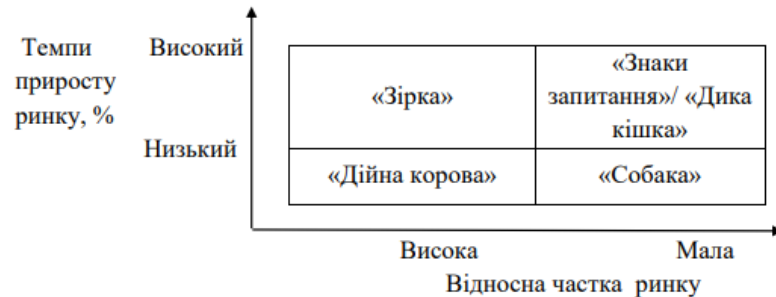 Темпи
приросту
ринку, %
Високий
Низький
«Зірка»
«Знаки
запитання»/ «Дика
кішка»
«Дійна корова»
«Собака»
Висока
Мала
Відносна частка ринку